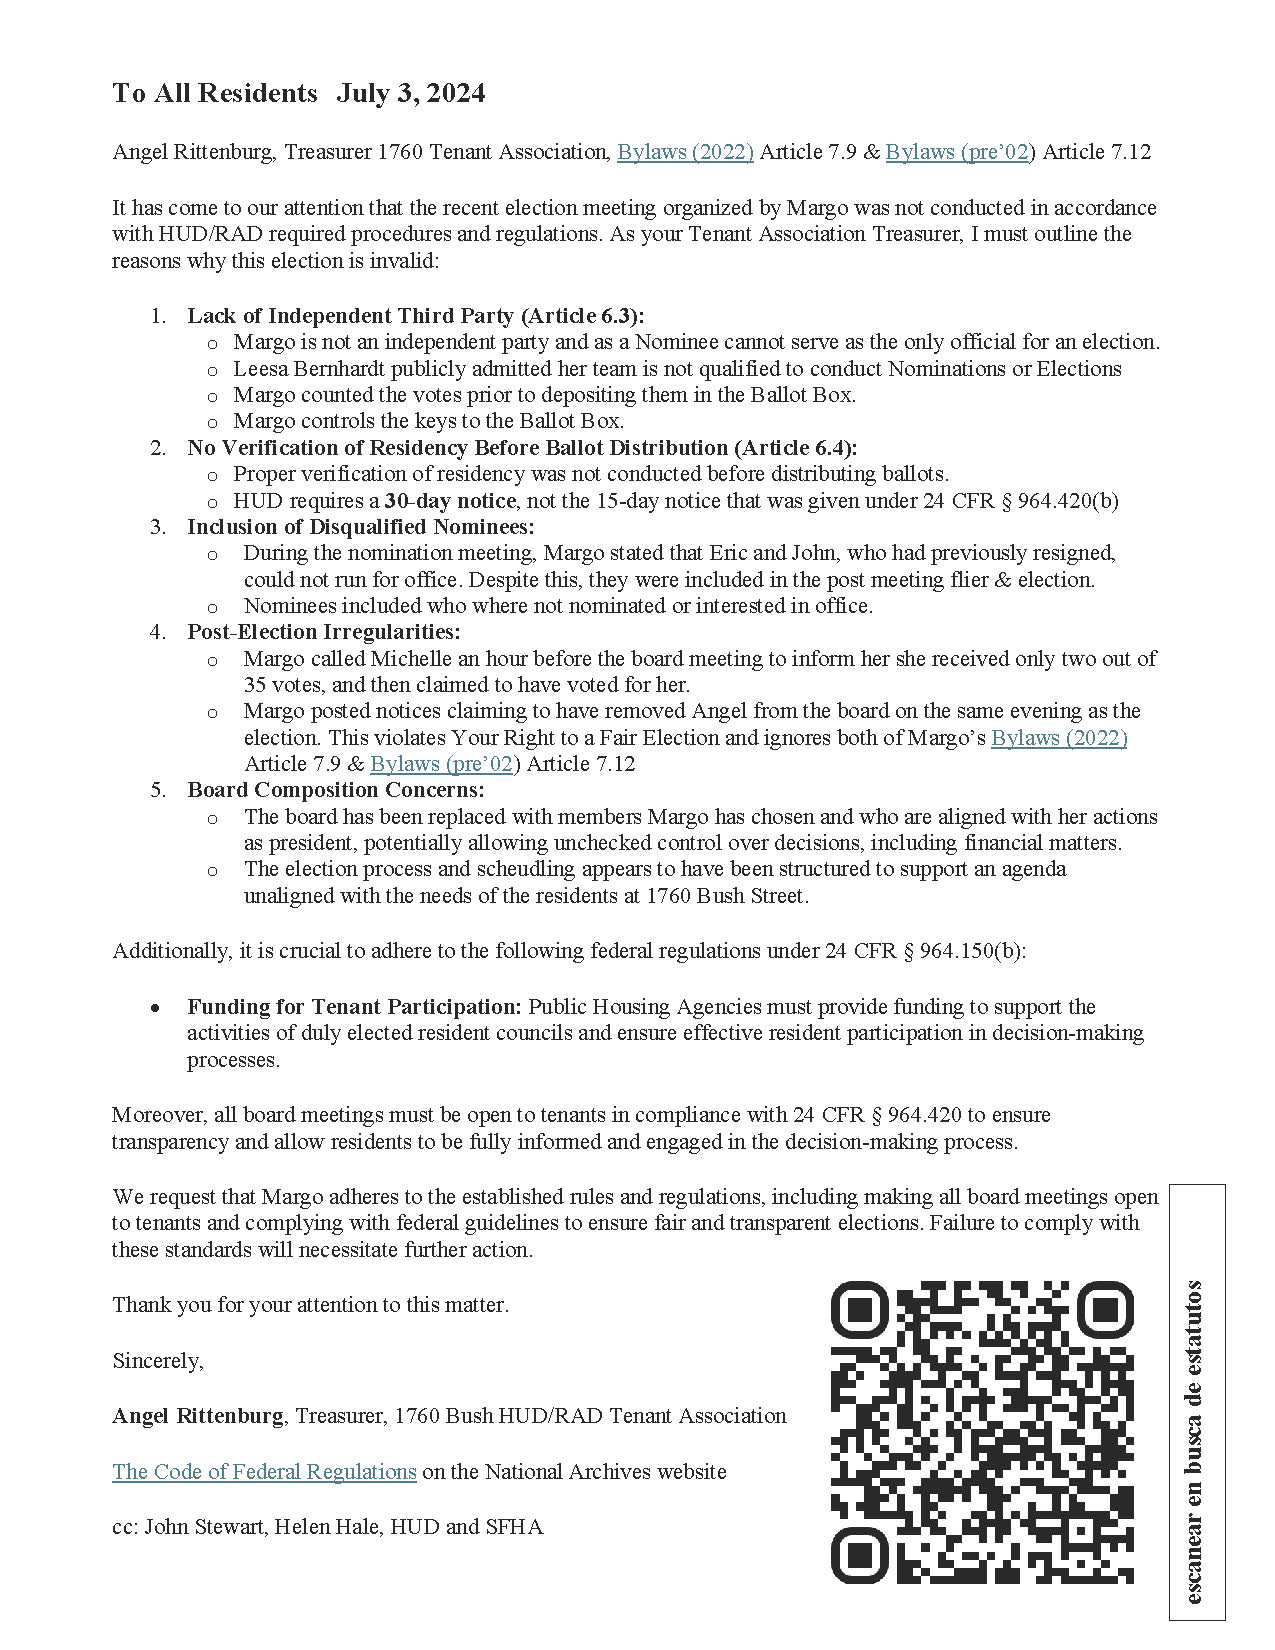 To All Residents July 3, 2024
Angel Rittenburg, Treasurer 1760 Tenant Association, Bylaws (2022) Article 7.9 & Bylaws (pre’02) Article 7.12
It has come to our attention that the recent election meeting organized by Margo was not conducted in accordance
with HUD/RAD required procedures and regulations. As your Tenant Association Treasurer, I must outline the
reasons why this election is invalid:
1. Lack of Independent Third Party (Article 6.3):
o Margo is not an independent party and as a Nominee cannot serve as the only official for an election.
o Leesa Bernhardt publicly admitted her team is not qualified to conduct Nominations or Elections
o Margo counted the votes prior to depositing them in the Ballot Box.
o Margo controls the keys to the Ballot Box.
2. No Verification of Residency Before Ballot Distribution (Article 6.4):
o Proper verification of residency was not conducted before distributing ballots.
o HUD requires a 30-day notice, not the 15-day notice that was given under 24 CFR § 964.420(b)
3. Inclusion of Disqualified Nominees:
o During the nomination meeting, Margo stated that Eric and John, who had previously resigned,
could not run for office. Despite this, they were included in the post meeting flier & election.
o Nominees included who where not nominated or interested in office.
4. Post-Election Irregularities:
o Margo called Michelle an hour before the board meeting to inform her she received only two out of
35 votes, and then claimed to have voted for her.
o Margo posted notices claiming to have removed Angel from the board on the same evening as the
election. This violates Your Right to a Fair Election and ignores both of Margo’s Bylaws (2022)
Article 7.9 & Bylaws (pre’02) Article 7.12
5. Board Composition Concerns:
o The board has been replaced with members Margo has chosen and who are aligned with her actions
as president, potentially allowing unchecked control over decisions, including financial matters.
o The election process and scheudling appears to have been structured to support an agenda
unaligned with the needs of the residents at 1760 Bush Street.
Additionally, it is crucial to adhere to the following federal regulations under 24 CFR § 964.150(b):
• Funding for Tenant Participation: Public Housing Agencies must provide funding to support the
activities of duly elected resident councils and ensure effective resident participation in decision-making
processes.
Moreover, all board meetings must be open to tenants in compliance with 24 CFR § 964.420 to ensure
transparency and allow residents to be fully informed and engaged in the decision-making process.
We request that Margo adheres to the established rules and regulations, including making all board meetings open
to tenants and complying with federal guidelines to ensure fair and transparent elections. Failure to comply with
these standards will necessitate further action.
Thank you for your attention to this matter.
Sincerely,
Angel Rittenburg, Treasurer, 1760 Bush HUD/RAD Tenant Association
The Code of Federal Regulations on the National Archives website
cc: John Stewart, Helen Hale, HUD and SFHA
escanear en busca de estatutos